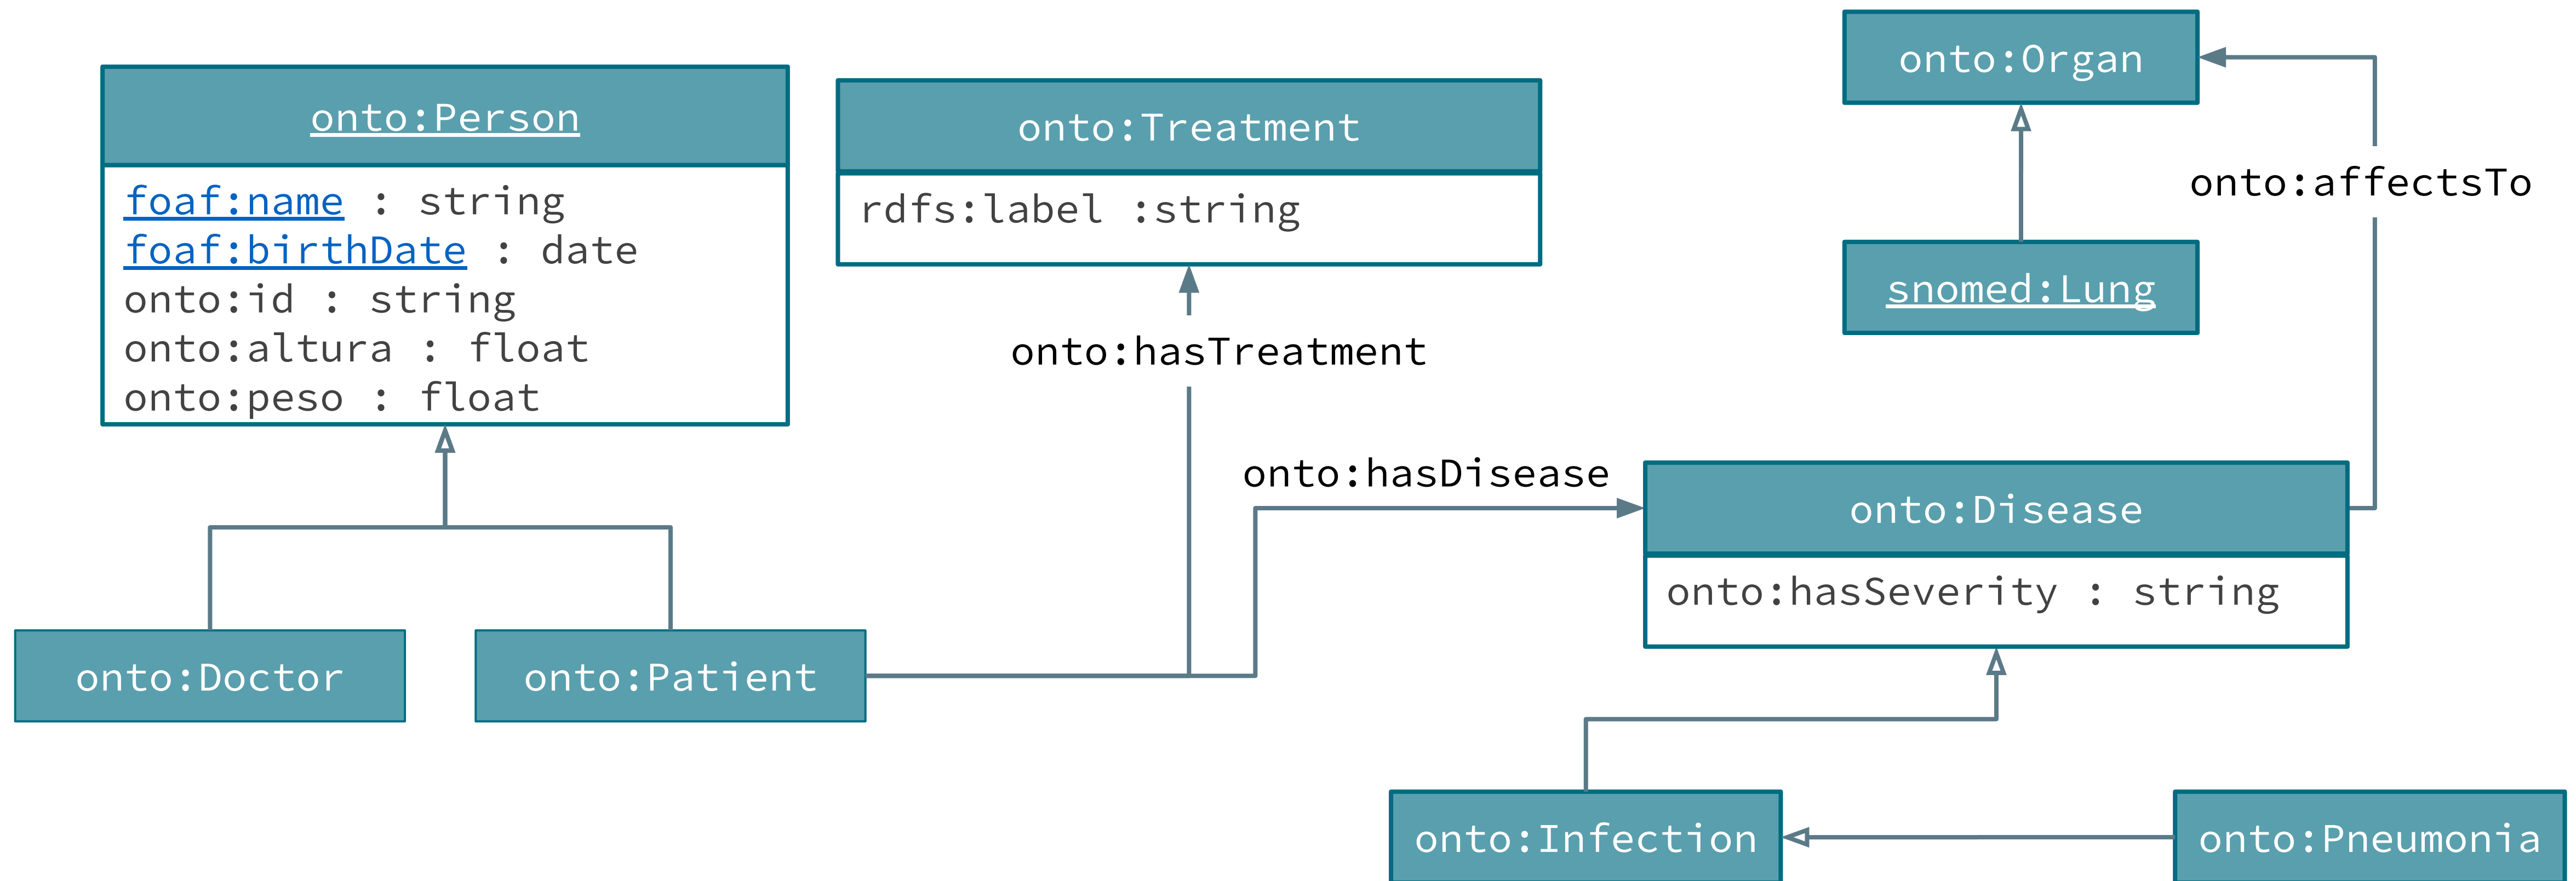 onto:Person
foaf:name : string
foaf:birthDate : date
onto:id : string
onto:altura : float
onto:peso : float
onto:Treatment
rdfs:label :string
onto:Organ
onto:affectsTo
snomed:Lung
onto:hasTreatment
onto:hasDisease
onto:Disease
onto:hasSeverity : string
onto:Doctor
onto:Patient
onto:Infection
onto:Pneumonia